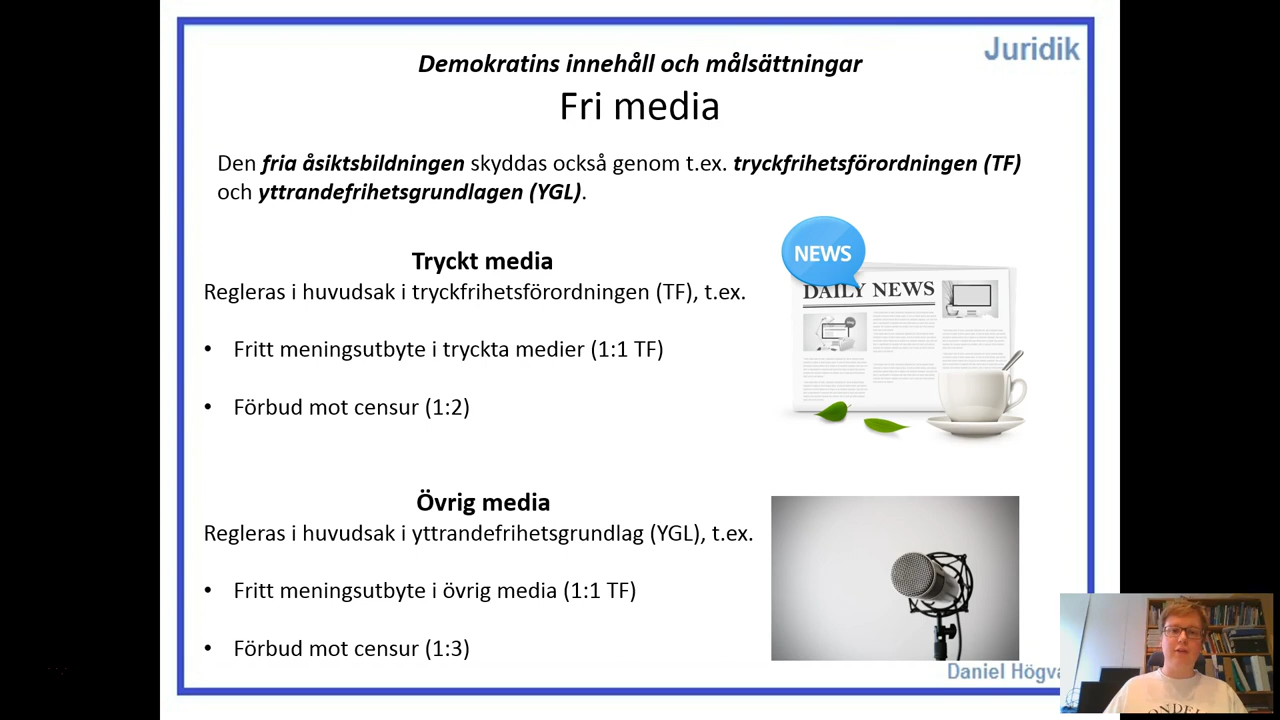 Juridik
Demokratins innehåll och målsättningar
Fri media
Den fria åsiktsbildningen skyddas också genom t.ex. tryckfrihetsförordningen (TF)
och yttrandefrihetsgrundlagen (YGL).
NEWS
DAILY NEWS
Tryckt media
Regleras i huvudsak i tryckfrihetsförordningen (TF), t.ex.
• Fritt meningsutbyte i tryckta medier (1:1 TF)
• Förbud mot censur (1:2)
Övrig media
Regleras i huvudsak i yttrandefrihetsgrundlag (YGL), t.ex.
• Fritt meningsutbyte i övrig media (1:1 TF)
• Förbud mot censur (1:3)
Daniel